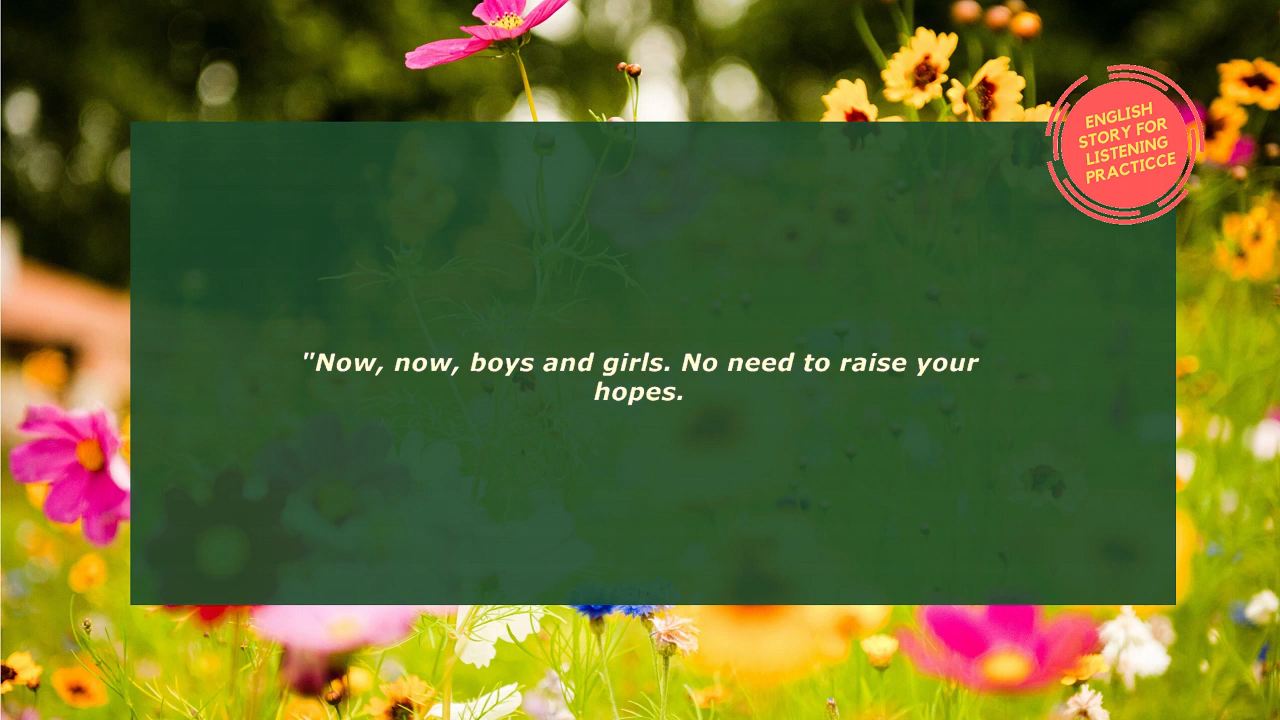 ENGLISH
STORY FOR
LISTENING
PRACTICCE
"Now, now, boys and girls. No need to raise your
hopes.